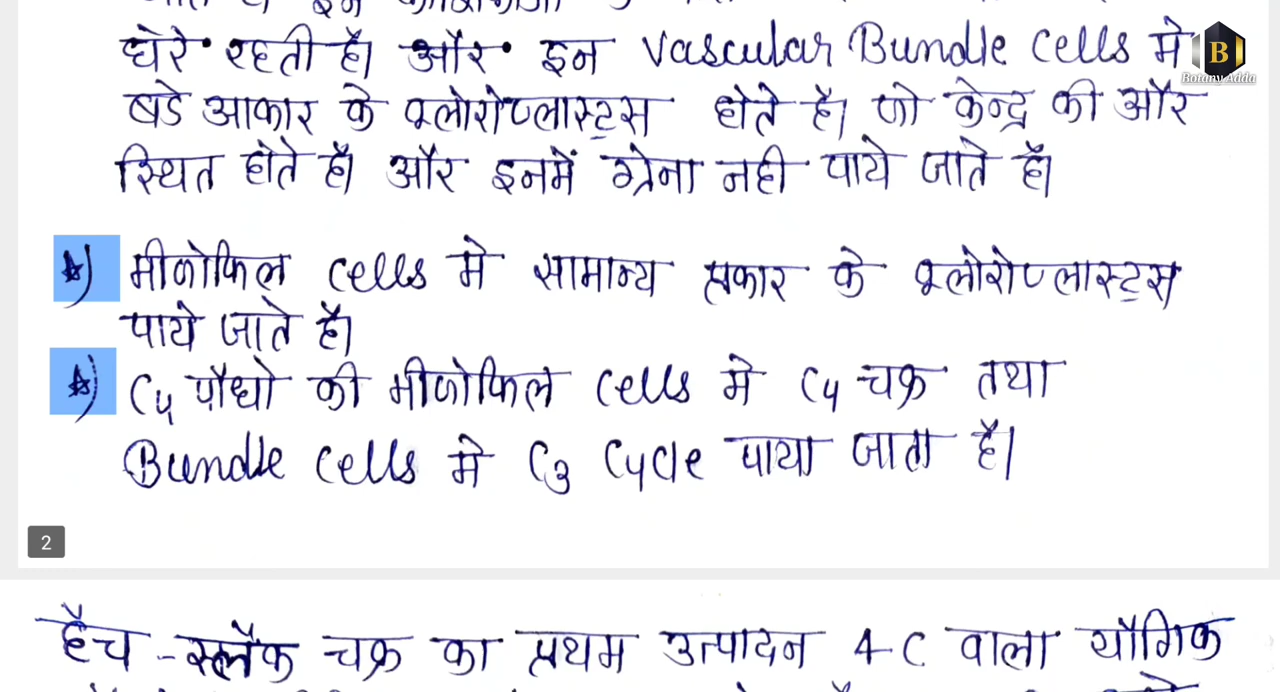 घेरे रहती है। और इन Vascular Bundle Cells मे
B
Botany Adda
बडे आकार के क्लोरोप्लास्ट्स होते है। जो केन्द्र की और
स्थित होते है। और इनमें ग्रेना नही पाये जाते है।
☆) मीजोफिल Cells मे सामान्य प्रकार के क्लोरोप्लास्ट्स
पाये जाते है।
☆) C4 पौधो की मीजोफिल Cells मे C4 चक्र तथा
Bundle Cells मे C3 Cycle पाया जाता है।
2
हैच - स्लैक चक्र का प्रथम उत्पादन 4-C वाला यौगिक